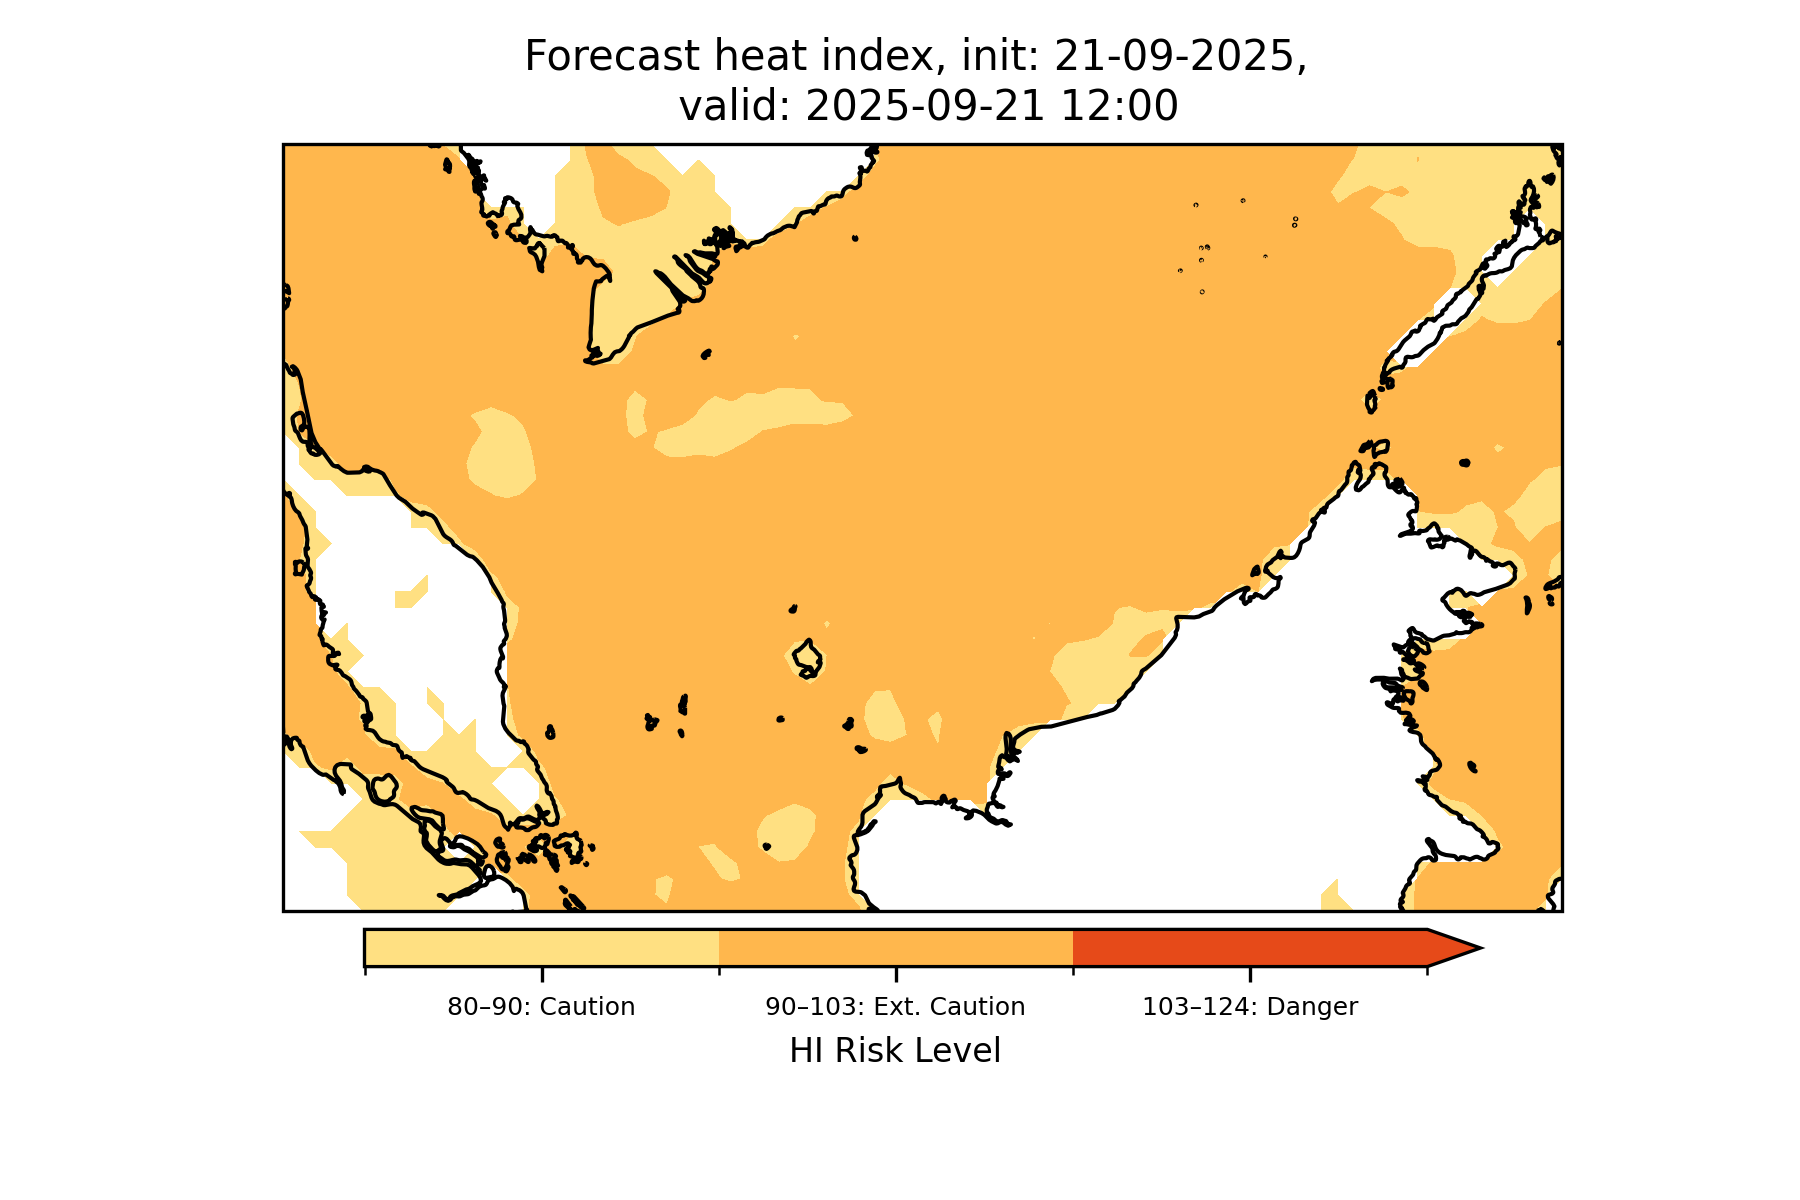 Forecast heat index, init: 21-09-2025,
valid: 2025-09-21 12:00
80–90: Caution
90–103: Ext. Caution
103–124: Danger
HI Risk Level